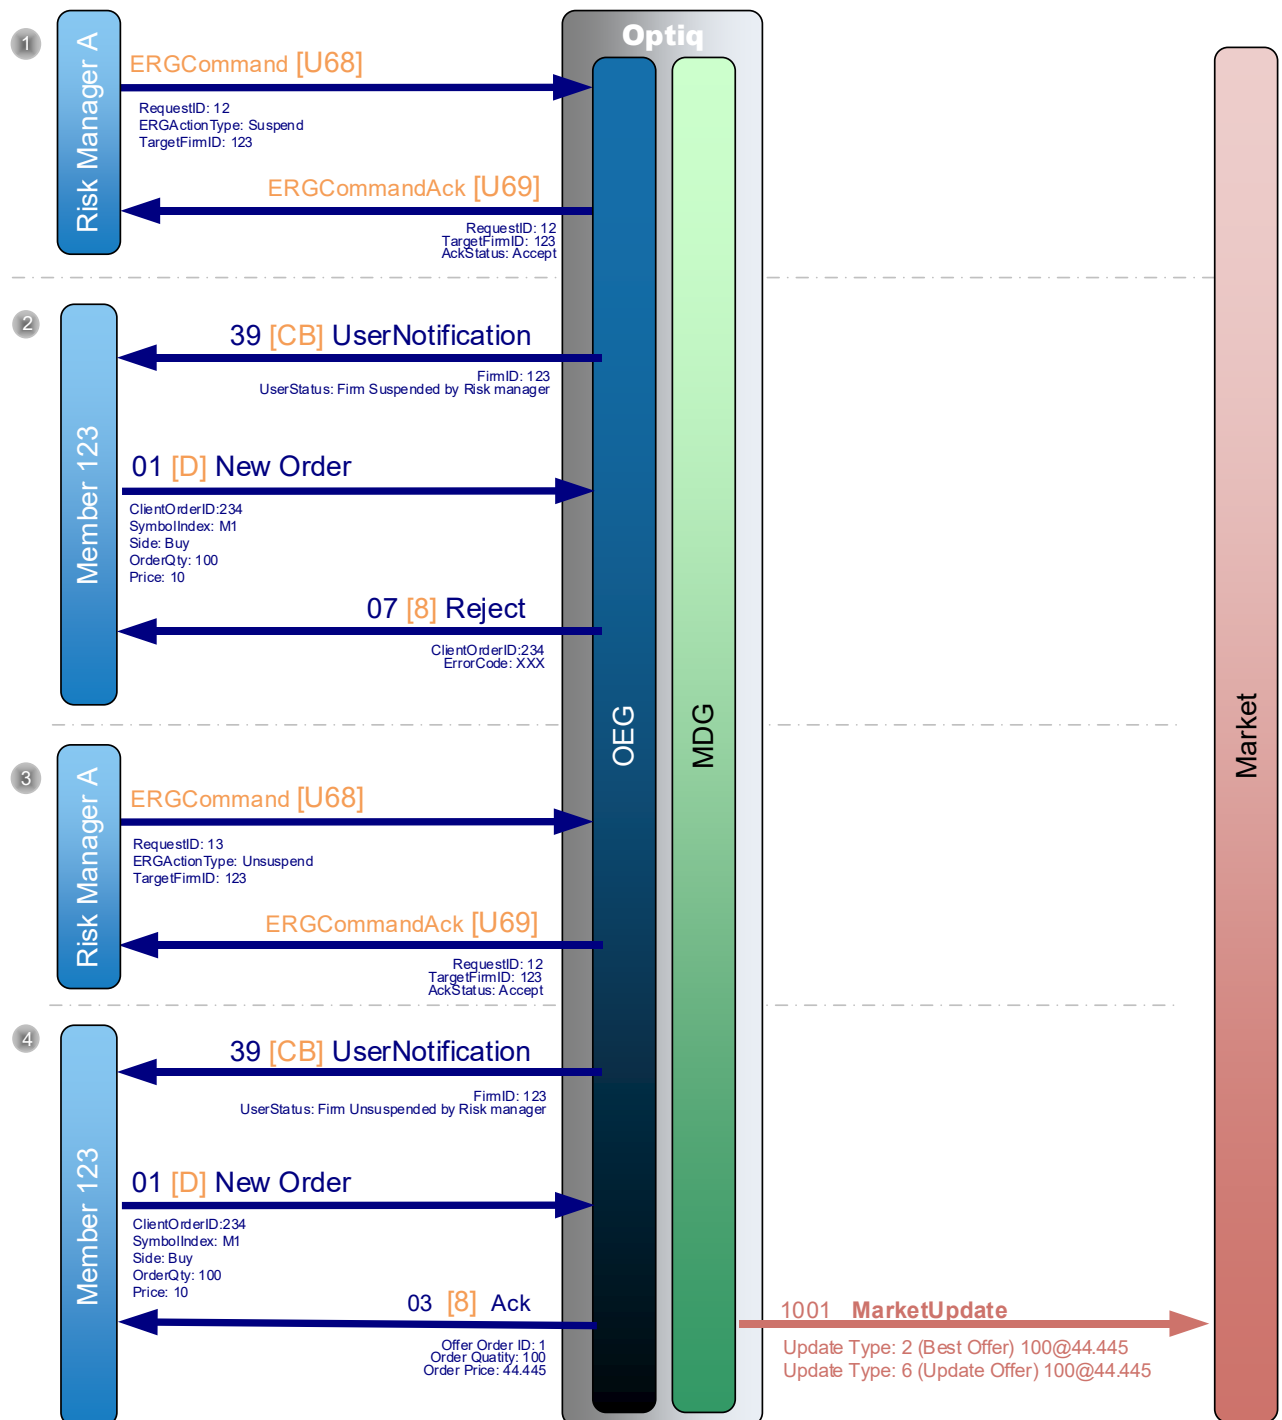 Optiq
1
Risk Manager A
ERGCommand [U68]
RequestID: 12
ERGActionType: Suspend
TargetFirmID: 123
ERGCommandAck [U69]
RequestID: 12
TargetFirmID: 123
AckStatus: Accept
2
Member 123
39 [CB] UserNotification
FirmID: 123
UserStatus: Firm Suspended by Risk manager
01 [D] New Order
ClientOrderID:234
SymbolIndex: M1
Side: Buy
OrderQty: 100
Price: 10
07 [8] Reject
ClientOrderID:234
ErrorCode: XXX
OEG
MDG
Market
3
Risk Manager A
ERGCommand [U68]
RequestID: 13
ERGActionType: Unsuspend
TargetFirmID: 123
ERGCommandAck [U69]
RequestID: 12
TargetFirmID: 123
AckStatus: Accept
4
Member 123
39 [CB] UserNotification
FirmID: 123
UserStatus: Firm Unsuspended by Risk manager
01 [D] New Order
ClientOrderID:234
SymbolIndex: M1
Side: Buy
OrderQty: 100
Price: 10
03 [8] Ack
Offer Order ID: 1
Order Quatity: 100
Order Price: 44.445
1001 MarketUpdate
Update Type: 2 (Best Offer) 100@44.445
Update Type: 6 (Update Offer) 100@44.445